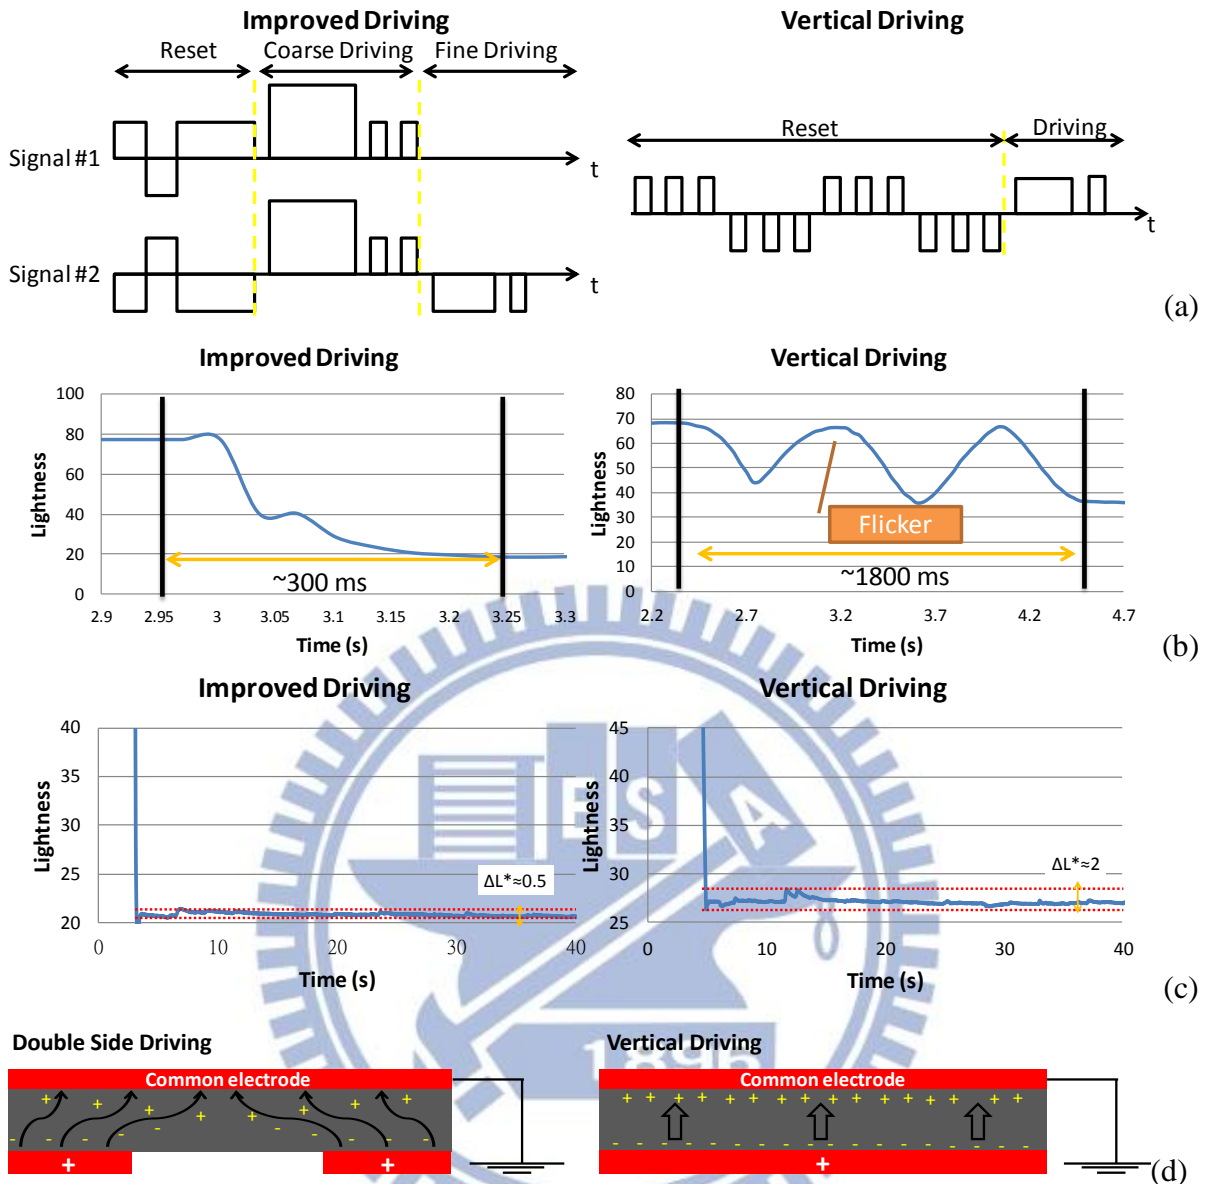 Improved Driving
Vertical Driving
Reset
Coarse Driving
Fine Driving
Signal #1
t
Signal #2
t
Reset
Driving
t
(a)
Improved Driving
Lightness
100
80
60
40
20
0
~300 ms
2.9 2.95 3 3.05 3.1 3.15 3.2 3.25 3.3
Time (s)
Vertical Driving
Lightness
80
70
60
50
40
30
20
10
0
Flicker
~1800 ms
2.2 2.7 3.2 3.7 4.2 4.7
Time (s)
(b)
Improved Driving
Lightness
40
35
30
25
20
ΔL*≈0.5
0 10 20 30 40
Time (s)
Vertical Driving
Lightness
45
40
35
30
25
ΔL*≈2
0 10 20 30 40
Time (s)
(c)
ES A
1896
Double Side Driving
Common electrode
+ + + + + + + +
- - - - - - - -
+ +
Vertical Driving
Common electrode
+ + + + + + + + + + + + + +
- - - - - - - - - - - - - -
+
(d)